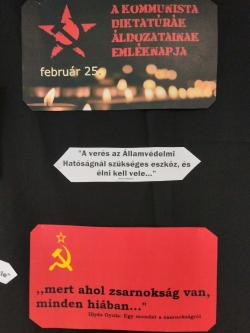 A KOMMUNISTA
DIKTATÚRÁK
ÁLDOZATAINAK
EMLÉKNAPJA
február 25.
"A verés az Államvédelmi
Hatóságnál szükséges eszköz, és
élni kell vele..."
,,mert ahol zsarnokság van,
minden hiában..."
Illyés Gyula: Egy mondat a zsarnokságról